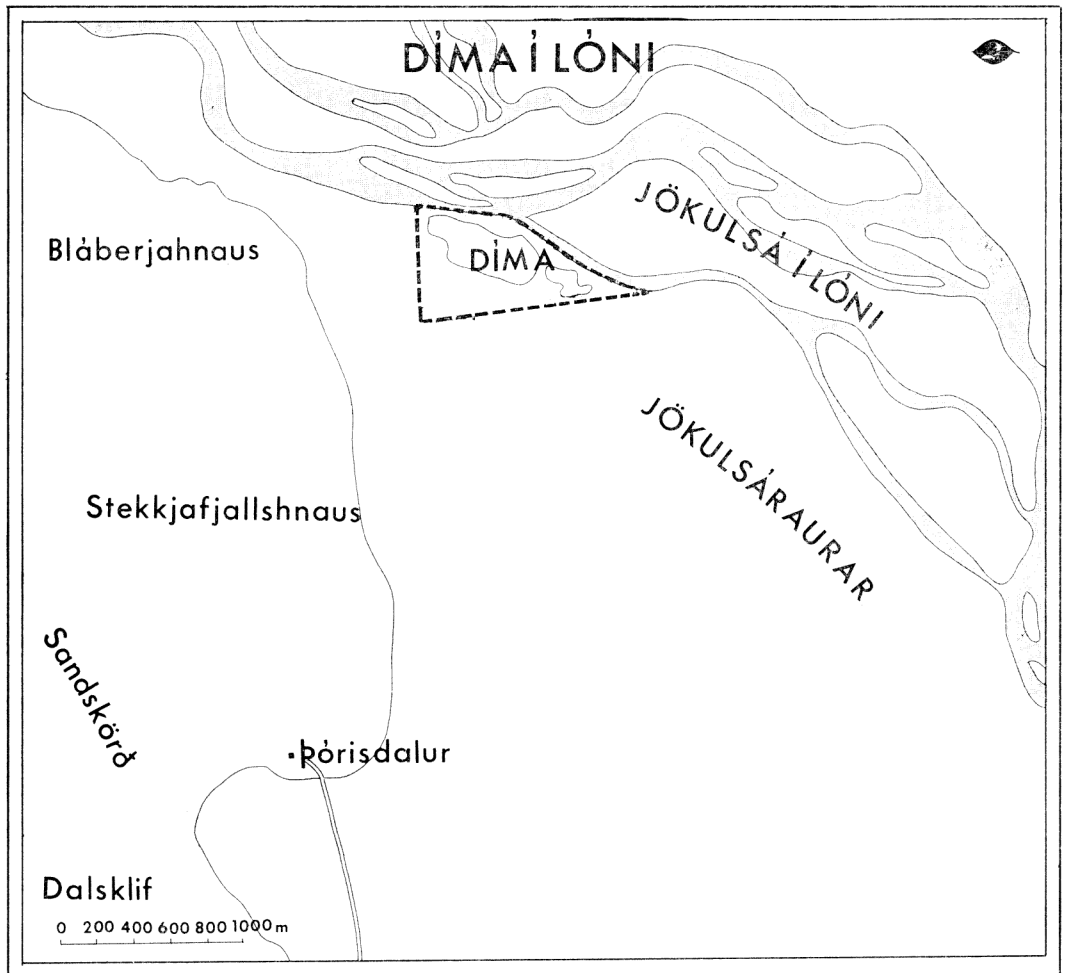 DÍMA Í LÓNI
JÖKULSÁ Í LÓNI
Bláberjahnaus
DÍMA
JÖKULSÁRAURAR
Stekkjafjallshnaus
Sandskörð
Þórisdalur
Dalsklif
0 200 400 600 800 1000 m